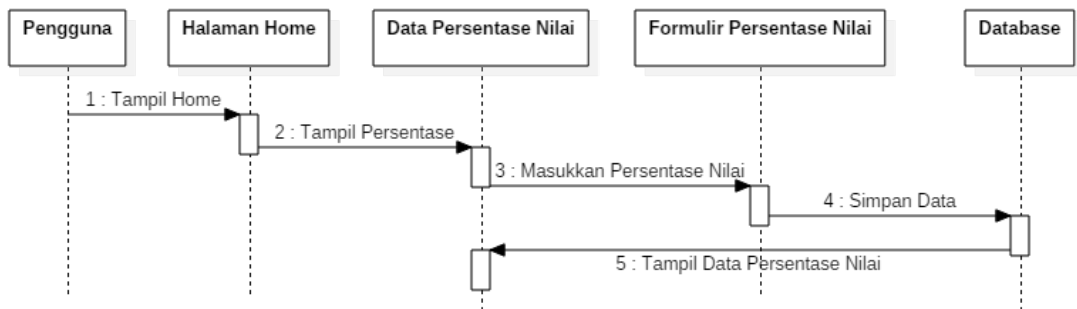 Pengguna
Halaman Home
Data Persentase Nilai
Formulir Persentase Nilai
Database
1 : Tampil Home
2 : Tampil Persentase
3 : Masukkan Persentase Nilai
4 : Simpan Data
5 : Tampil Data Persentase Nilai